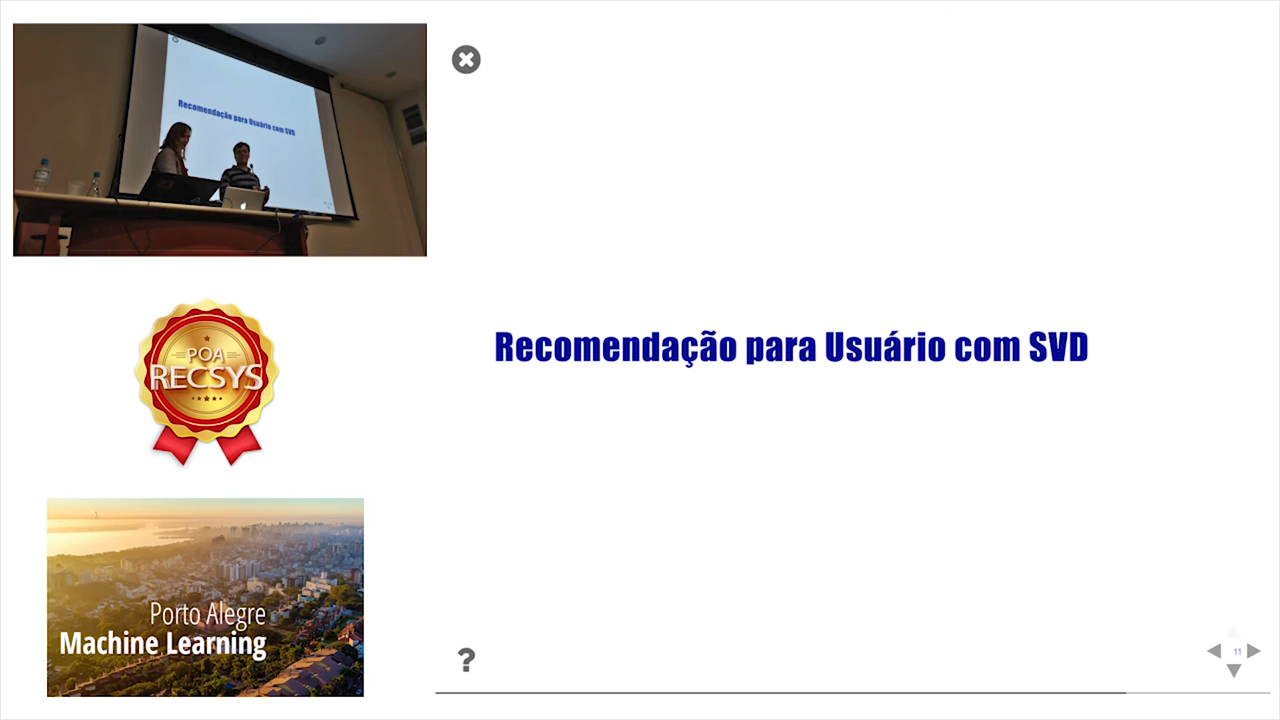 Recomendação para Usuário com SVD
Recomendação para Usuário com SVD
POA
RECSYS
Porto Alegre
Machine Learning
?
11